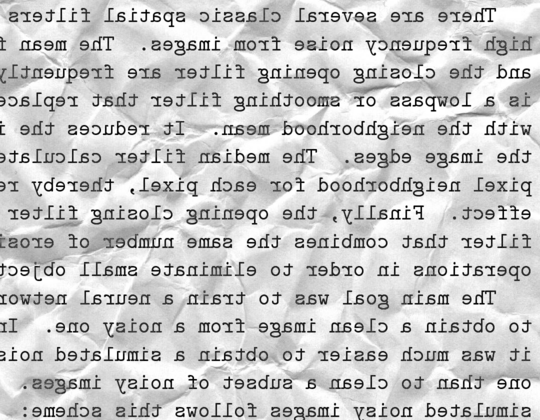 There are several classic spatial filters
high frequency noise from images. The mean f
and the closing opening filter are frequently
is a lowpass or smoothing filter that replace
with the neighborhood mean. It reduces the i
the image edges. The median filter calculate
pixel neighborhood for each pixel, thereby re
effect. Finally, the opening closing filter
filter that combines the same number of erosi
operations in order to eliminate small object
The main goal was to train a neural networ
to obtain a clean image from a noisy one. In
it was much easier to obtain a simulated nois
one than to clean a subset of noisy images.
simulated noisy images follows this scheme: